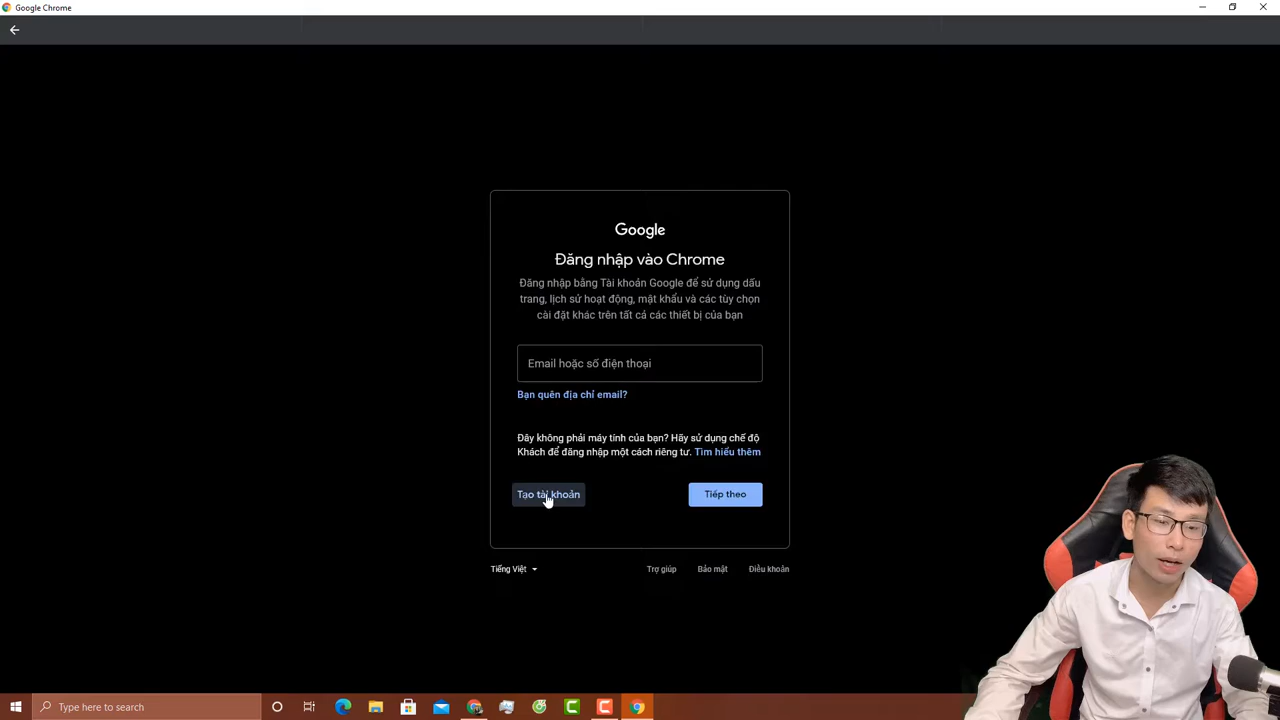 Google Chrome
Google
Đăng nhập vào Chrome
Đăng nhập bằng Tài khoản Google để sử dụng dấu
trang, lịch sử hoạt động, mật khẩu và các tùy chọn
cài đặt khác trên tất cả các thiết bị của bạn
Email hoặc số điện thoại
Bạn quên địa chỉ email?
Đây không phải máy tính của bạn? Hãy sử dụng chế độ
Khách để đăng nhập một cách riêng tư. Tìm hiểu thêm
Tạo tài khoản
Tiếp theo
Tiếng Việt
Trợ giúp
Bảo mật
Điều khoản
Type here to search